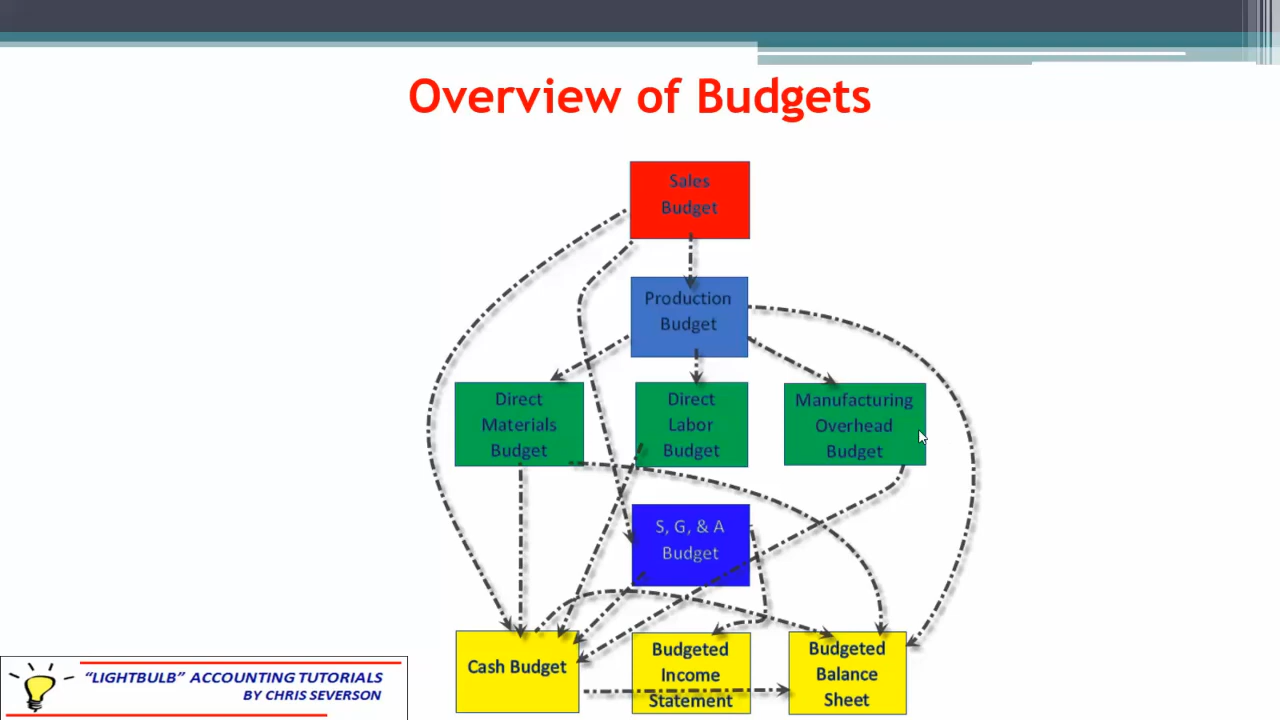 Overview of Budgets
Sales
Budget
Production
Budget
Direct
Materials
Budget
Direct
Labor
Budget
Manufacturing
Overhead
Budget
S, G, & A
Budget
Cash Budget
Budgeted
Income
Statement
Budgeted
Balance
Sheet
“LIGHTBULB” ACCOUNTING TUTORIALS
BY CHRIS SEVERSON